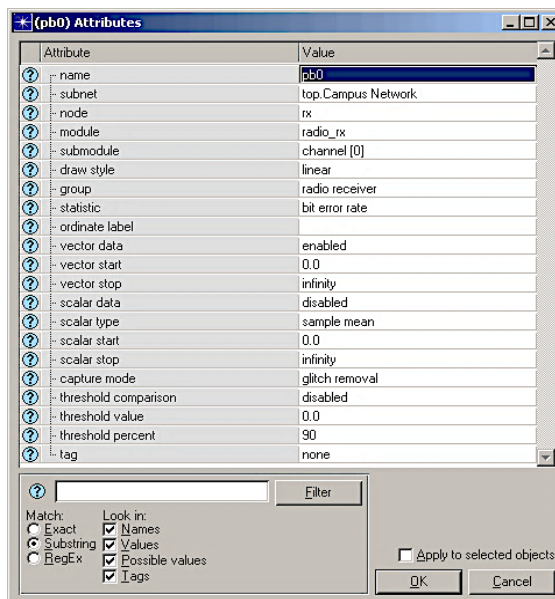 (pb0) Attributes
Attribute Value
name pb0
subnet top.Campus Network
node rx
module radio_rx
submodule channel [0]
draw style linear
group radio receiver
statistic bit error rate
ordinate label
vector data enabled
vector start 0.0
vector stop infinity
scalar data disabled
scalar type sample mean
scalar start 0.0
scalar stop infinity
capture mode glitch removal
threshold comparison disabled
threshold value 0.0
threshold percent 90
tag none
Filter
Match: Look in:
Exact Names
Substring Values
RegEx Possible values
Tags
Apply to selected objects
OK Cancel